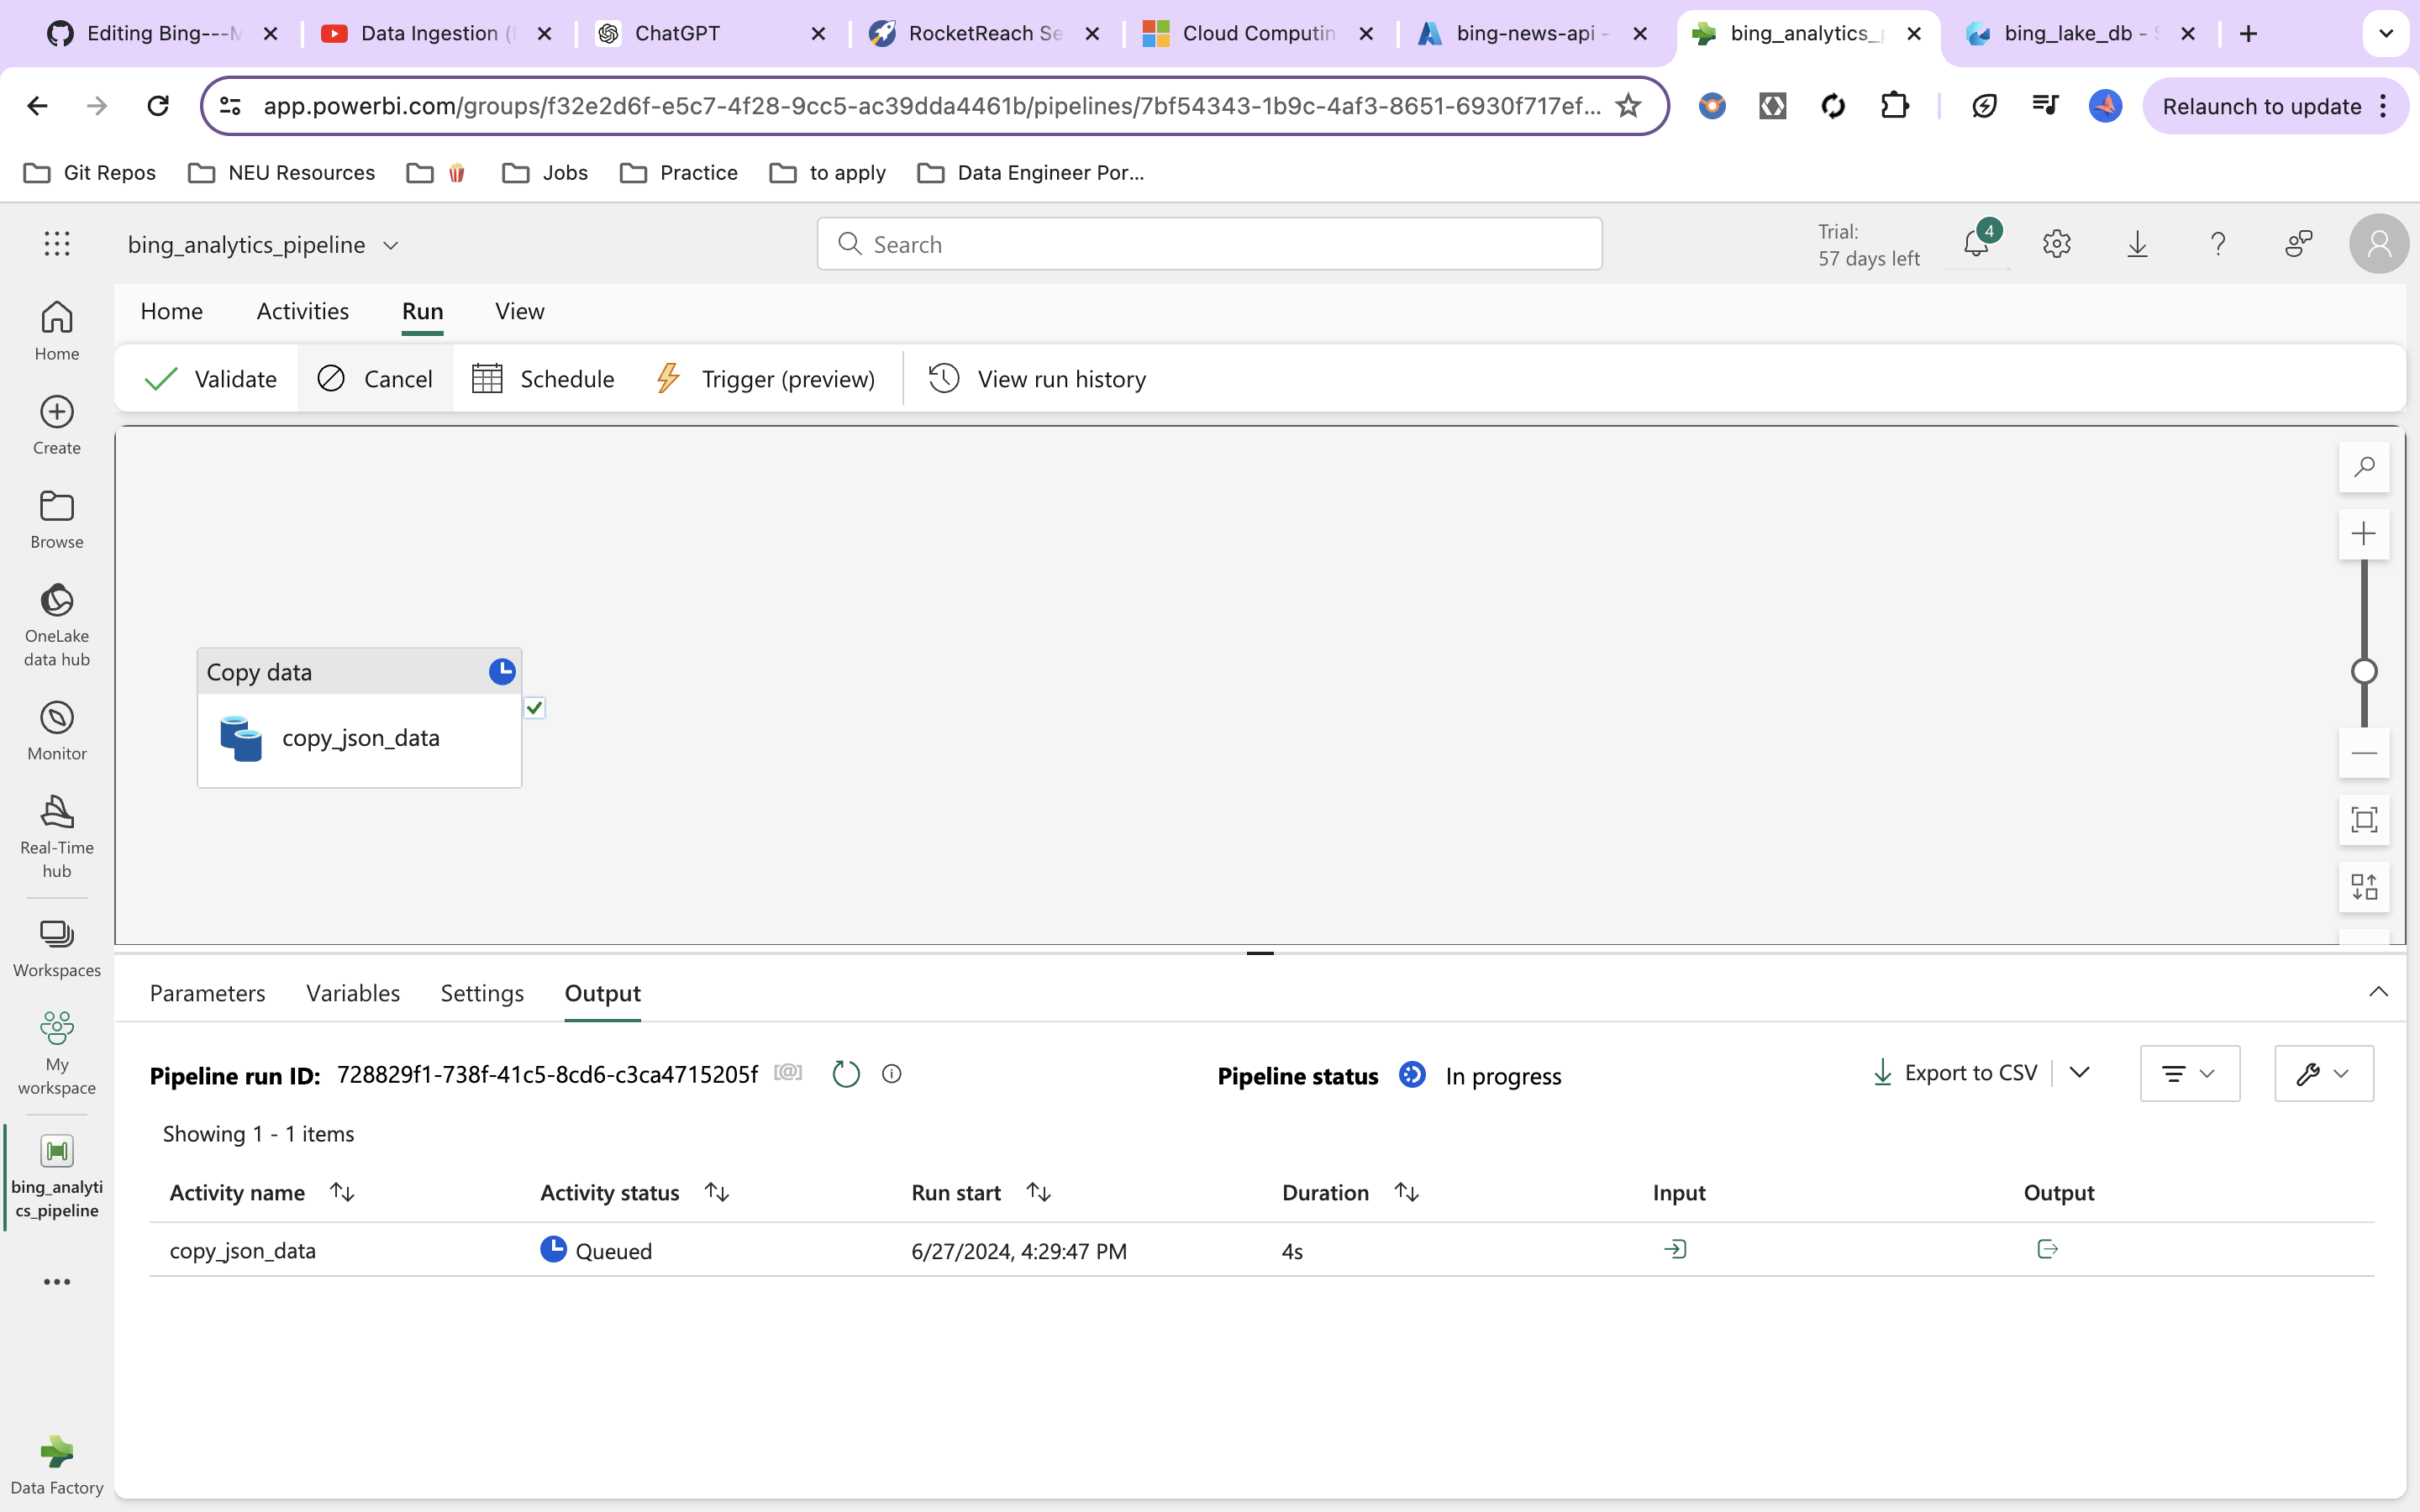 Editing Bing---M
Data Ingestion (
ChatGPT
RocketReach Se
Cloud Computin
bing-news-api -
bing_analytics_p
bing_lake_db - S
app.powerbi.com/groups/f32e2d6f-e5c7-4f28-9cc5-ac39dda4461b/pipelines/7bf54343-1b9c-4af3-8651-6930f717ef...
Relaunch to update
Git Repos
NEU Resources
Jobs
Practice
to apply
Data Engineer Por...
bing_analytics_pipeline
Search
Trial:
57 days left
4
Home
Activities
Run
View
Validate
Cancel
Schedule
Trigger (preview)
View run history
Home
Create
Browse
OneLake
data hub
Monitor
Real-Time
hub
Workspaces
My
workspace
bing_analyti
cs_pipeline
Data Factory
Copy data
copy_json_data
Parameters
Variables
Settings
Output
Pipeline run ID: 728829f1-738f-41c5-8cd6-c3ca4715205f
Pipeline status In progress
Export to CSV
Showing 1 - 1 items
Activity name
Activity status
Run start
Duration
Input
Output
copy_json_data
Queued
6/27/2024, 4:29:47 PM
4s